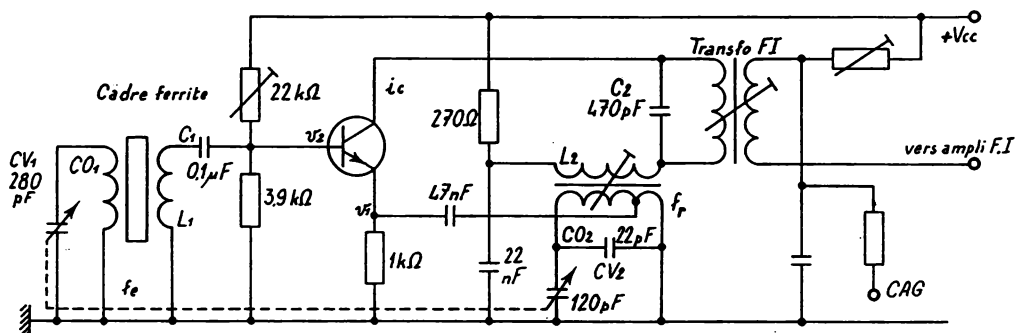 +Vcc
Transfo FI
Cadre ferrite
22kΩ
ic
270Ω
C2
470pF
v2
C1
0,1µF
CV1
280
pF
CO1
L1
3,9kΩ
v1
47nF
L2
fr
vers ampli F.I
1kΩ
22
nF
CO2
22pF
CV2
120pF
fe
CAG